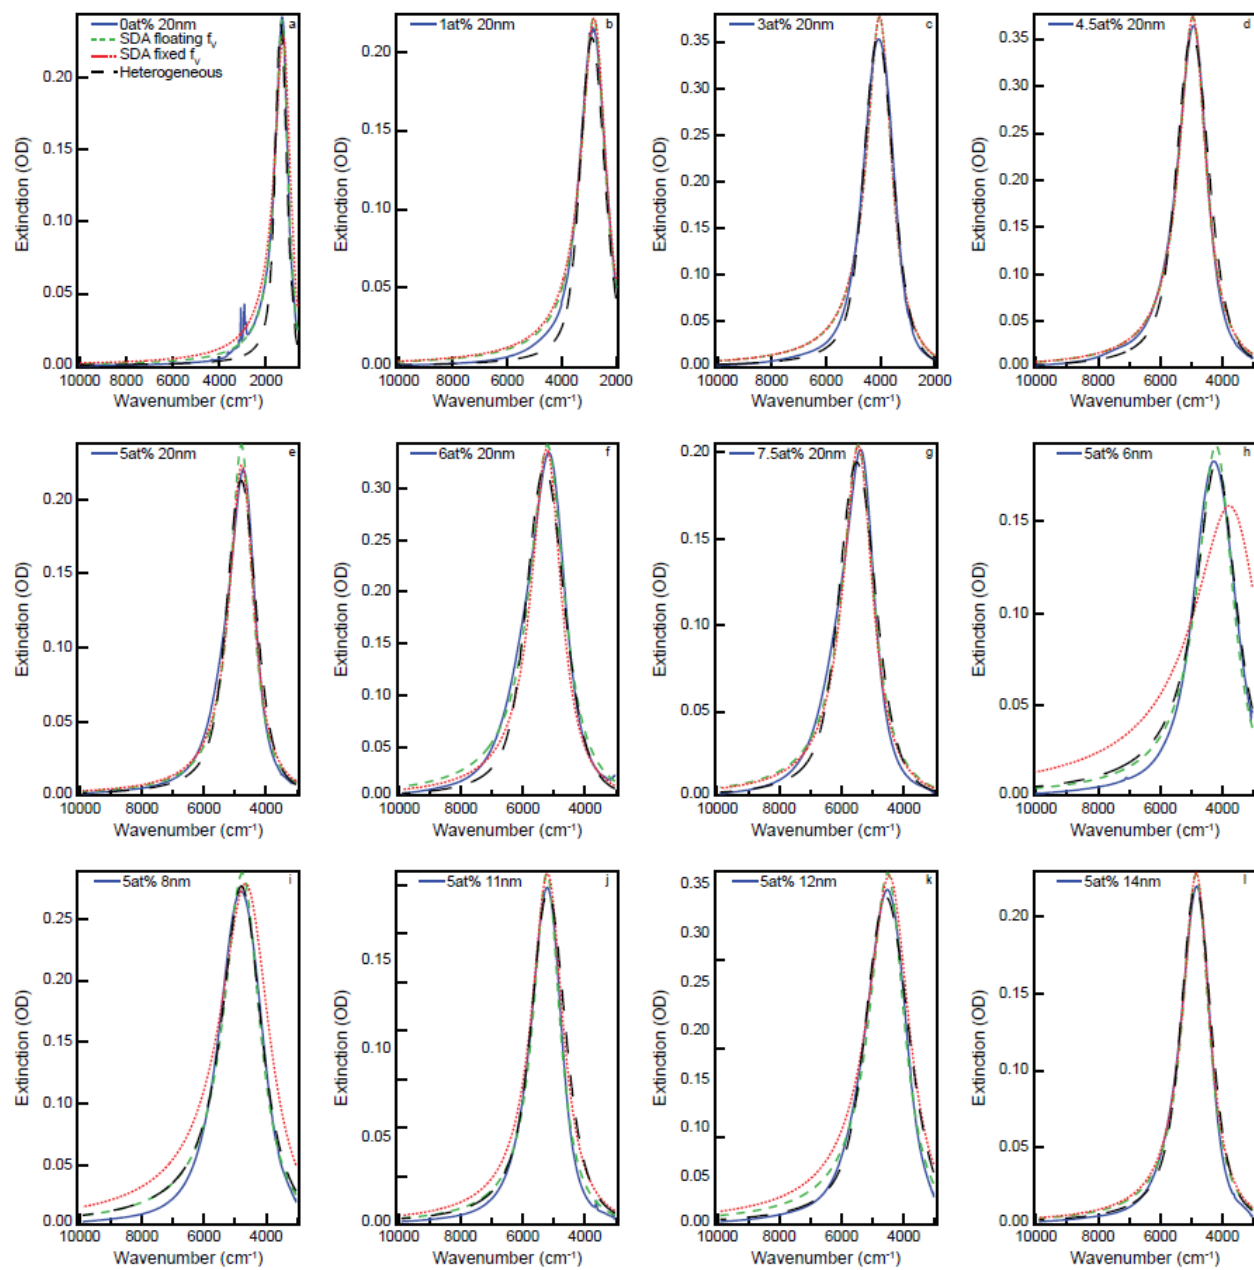 0at% 20nm
a
SDA floating fᵥ
SDA fixed fᵥ
Heterogeneous
0.20
0.15
0.10
0.05
0.00
10000 8000 6000 4000 2000
Wavenumber (cm⁻¹)
Extinction (OD)
1at% 20nm
b
0.20
0.15
0.10
0.05
0.00
10000 8000 6000 4000 2000
Wavenumber (cm⁻¹)
Extinction (OD)
3at% 20nm
c
0.35
0.30
0.25
0.20
0.15
0.10
0.05
0.00
10000 8000 6000 4000 2000
Wavenumber (cm⁻¹)
Extinction (OD)
4.5at% 20nm
d
0.35
0.30
0.25
0.20
0.15
0.10
0.05
0.00
10000 8000 6000 4000
Wavenumber (cm⁻¹)
Extinction (OD)
5at% 20nm
e
0.20
0.15
0.10
0.05
0.00
10000 8000 6000 4000
Wavenumber (cm⁻¹)
Extinction (OD)
6at% 20nm
f
0.30
0.25
0.20
0.15
0.10
0.05
0.00
10000 8000 6000 4000
Wavenumber (cm⁻¹)
Extinction (OD)
7.5at% 20nm
g
0.20
0.15
0.10
0.05
0.00
10000 8000 6000 4000
Wavenumber (cm⁻¹)
Extinction (OD)
5at% 6nm
h
0.15
0.10
0.05
0.00
10000 8000 6000 4000
Wavenumber (cm⁻¹)
Extinction (OD)
5at% 8nm
i
0.25
0.20
0.15
0.10
0.05
0.00
10000 8000 6000 4000
Wavenumber (cm⁻¹)
Extinction (OD)
5at% 11nm
j
0.15
0.10
0.05
0.00
10000 8000 6000 4000
Wavenumber (cm⁻¹)
Extinction (OD)
5at% 12nm
k
0.35
0.30
0.25
0.20
0.15
0.10
0.05
0.00
10000 8000 6000 4000
Wavenumber (cm⁻¹)
Extinction (OD)
5at% 14nm
l
0.20
0.15
0.10
0.05
0.00
10000 8000 6000 4000
Wavenumber (cm⁻¹)
Extinction (OD)